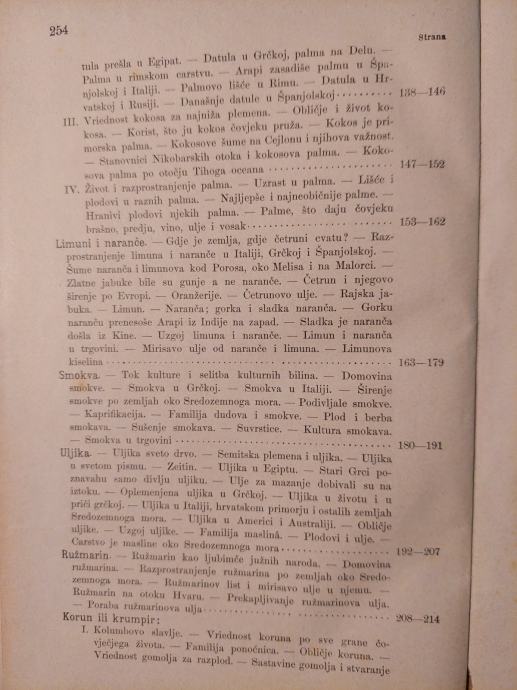 254
Strana
tula prešla u Egipat. — Datula u Grčkoj, palma na Delu. —
Palma u rimskom carstvu. — Arapi zasadiše palmu u Špa-
njolskoj i Italiji. — Palmovo lišće u Rimu. — Datula u Hr-
vatskoj i Rusiji. — Današnje datule u Španjolskoj .......... 138—146
III. Vriednost kokosa za najniža plemena. — Obličje i život ko-
kosa. — Korist, što ju kokos čovjeku pruža. — Kokos je pri-
morska palma. — Kokosove šume na Cejlonu i njihova važnost.
— Stanovnici Nikobarskih otoka i kokosova palma. — Koko-
sova palma po otočju Tihoga oceana .......... 147—152
IV. Život i razprostranjenje palma. — Uzrast u palma. — Lišće i
plodovi u raznih palma. — Najljepše i najneobičnije palme. —
Hranivi plodovi njekih palma. — Palme, što daju čovjeku
brašno, predju, vino, ulje i vosak .......... 153—162
Limuni i naranče. — Gdje je zemlja, gdje četruni cvatu? — Raz-
prostranjenje limuna i naranče u Italiji, Grčkoj i Španjolskoj. —
Šume naranča i limunova kod Porosa, oko Melisa i na Malorci. —
Zlatne jabuke bile su gunje a ne naranče. — Četrun i njegovo
širenje po Evropi. — Oranžerije. — Četrunovo ulje. — Rajska ja-
buka. — Limun. — Naranča; gorka i sladka naranča. — Gorku
naranču prenesoše Arapi iz Indije na zapad. — Sladka je naranča
došla iz Kine. — Uzgoj limuna i naranče. — Limun i naranča
u trgovini. — Mirisavo ulje od naranče i limuna. — Limunova
kiselina .......... 163—179
Smokva. — Tok kulture i selitba kulturnih bilina. — Domovina
smokve. — Smokva u Grčkoj. — Smokva u Italiji. — Širenje
smokve po zemljah oko Sredozemnoga mora. — Podivljale smokve.
— Kaprifikacija. — Familija dudova i smokve. — Plod i berba
smokava. — Sušenje smokava. — Suvrstice. — Kultura smokava.
— Smokva u trgovini .......... 180—191
Uljika. — Uljika sveto drvo. — Semitska plemena i uljika. — Uljika
u svetom pismu. — Zeitin. — Uljika u Egiptu. — Stari Grci po-
znavahu samo divlju uljiku. — Ulje za mazanje dobivali su na
iztoku. — Oplemenjena uljika u Grčkoj. — Uljika u životu i u
priči grčkoj. — Uljika u Italiji, hrvatskom primorju i ostalih zemljah
Sredozemnoga mora. — Uljika u Americi i Australiji. — Obličje
uljike. — Uzgoj uljike. — Familija maslinâ. — Plodovi i ulje. —
Carstvo je masline oko Sredozemnoga mora .......... 192—207
Ružmarin. — Ružmarin kao ljubimče južnih naroda. — Domovina
ružmarina. — Razprostranjenje ružmarina po zemljah oko Sredo-
zemnoga mora. — Ružmarinov list i mirisavo ulje u njemu. —
Ružmarin na otoku Hvaru. — Prekapljivanje ružmarinova ulja.
— Poraba ružmarinova ulja .......... 208—214
Korun ili krumpir:
I. Kolumbovo slavlje. — Vriednost koruna po sve grane čo-
vječjega života. — Familija ponoćnica. — Obličje koruna. —
Vriednost gomolja za razplod. — Sastavine gomolja i stvaranje